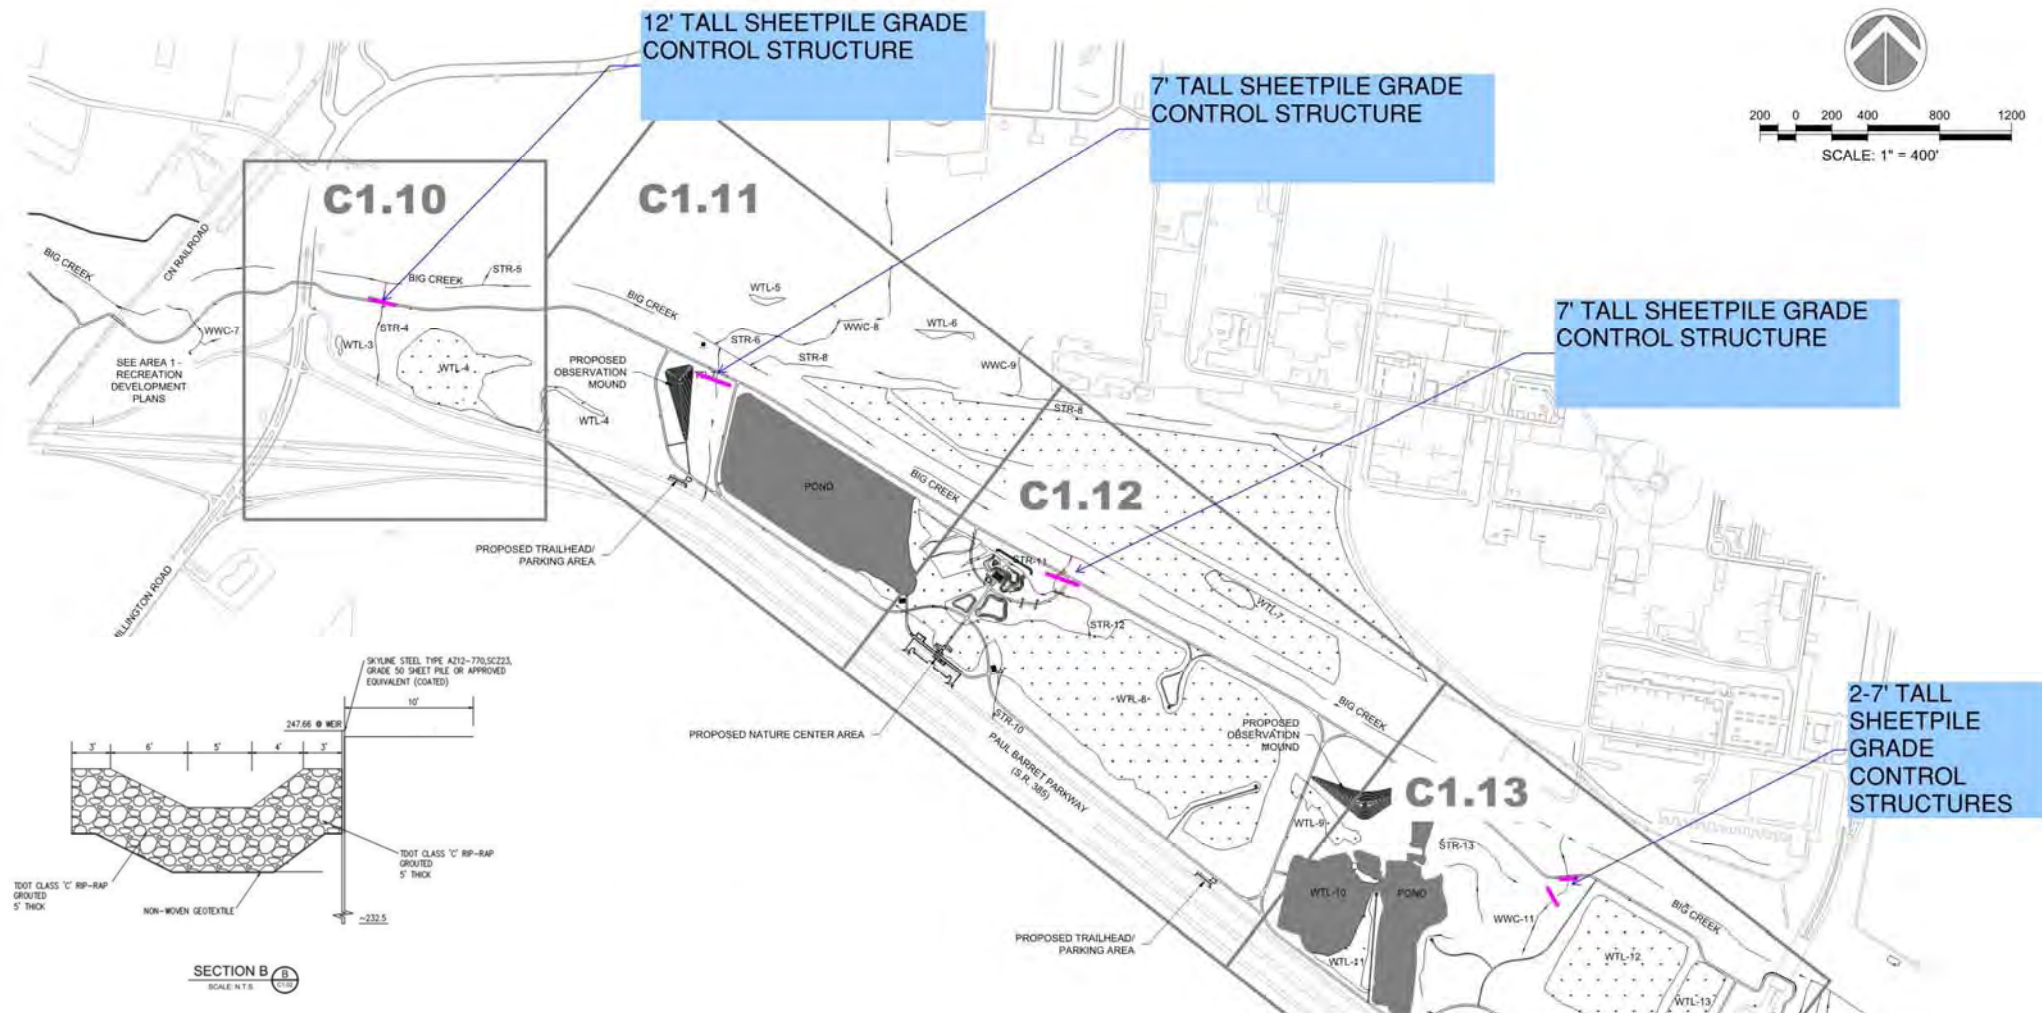 12' TALL SHEETPILE GRADE
CONTROL STRUCTURE
7' TALL SHEETPILE GRADE
CONTROL STRUCTURE
200 0 200 400 800 1200
SCALE: 1" = 400'
C1.10
C1.11
BIG CREEK
CN RAILROAD
BIG CREEK
STR-5
WTL-5
BIG CREEK
WWC-7
STR-4
WTL-3
WTL-4
STR-6
WWC-8
WTL-6
STR-8
WWC-9
7' TALL SHEETPILE GRADE
CONTROL STRUCTURE
SEE AREA 1 -
RECREATION
DEVELOPMENT
PLANS
PROPOSED
OBSERVATION
MOUND
WTL-4
STR-8
POND
BIG CREEK
C1.12
PROPOSED TRAILHEAD/
PARKING AREA
STR-11
WTL-7
STR-12
WTL-8
STR-10
PROPOSED NATURE CENTER AREA
PAUL BARRET PARKWAY
(S.R. 385)
PROPOSED
OBSERVATION
MOUND
BIG CREEK
2-7' TALL
SHEETPILE
GRADE
CONTROL
STRUCTURES
C1.13
WTL-9
STR-13
WTL-10
POND
WWC-11
BIG CREEK
WTL-11
WTL-12
WTL-13
PROPOSED TRAILHEAD/
PARKING AREA
ILLINGTON ROAD
SKYLINE STEEL TYPE AZ12-770,SCZ23,
GRADE 50 SHEET PILE OR APPROVED
EQUIVALENT (COATED)
10'
247.66 @ WEIR
3' 6' 5' 4' 3'
TDOT CLASS 'C' RIP-RAP
GROUTED
5' THICK
TDOT CLASS 'C' RIP-RAP
GROUTED
5' THICK
NON-WOVEN GEOTEXTILE
~232.5
SECTION B
SCALE: N.T.S
B
C1.02